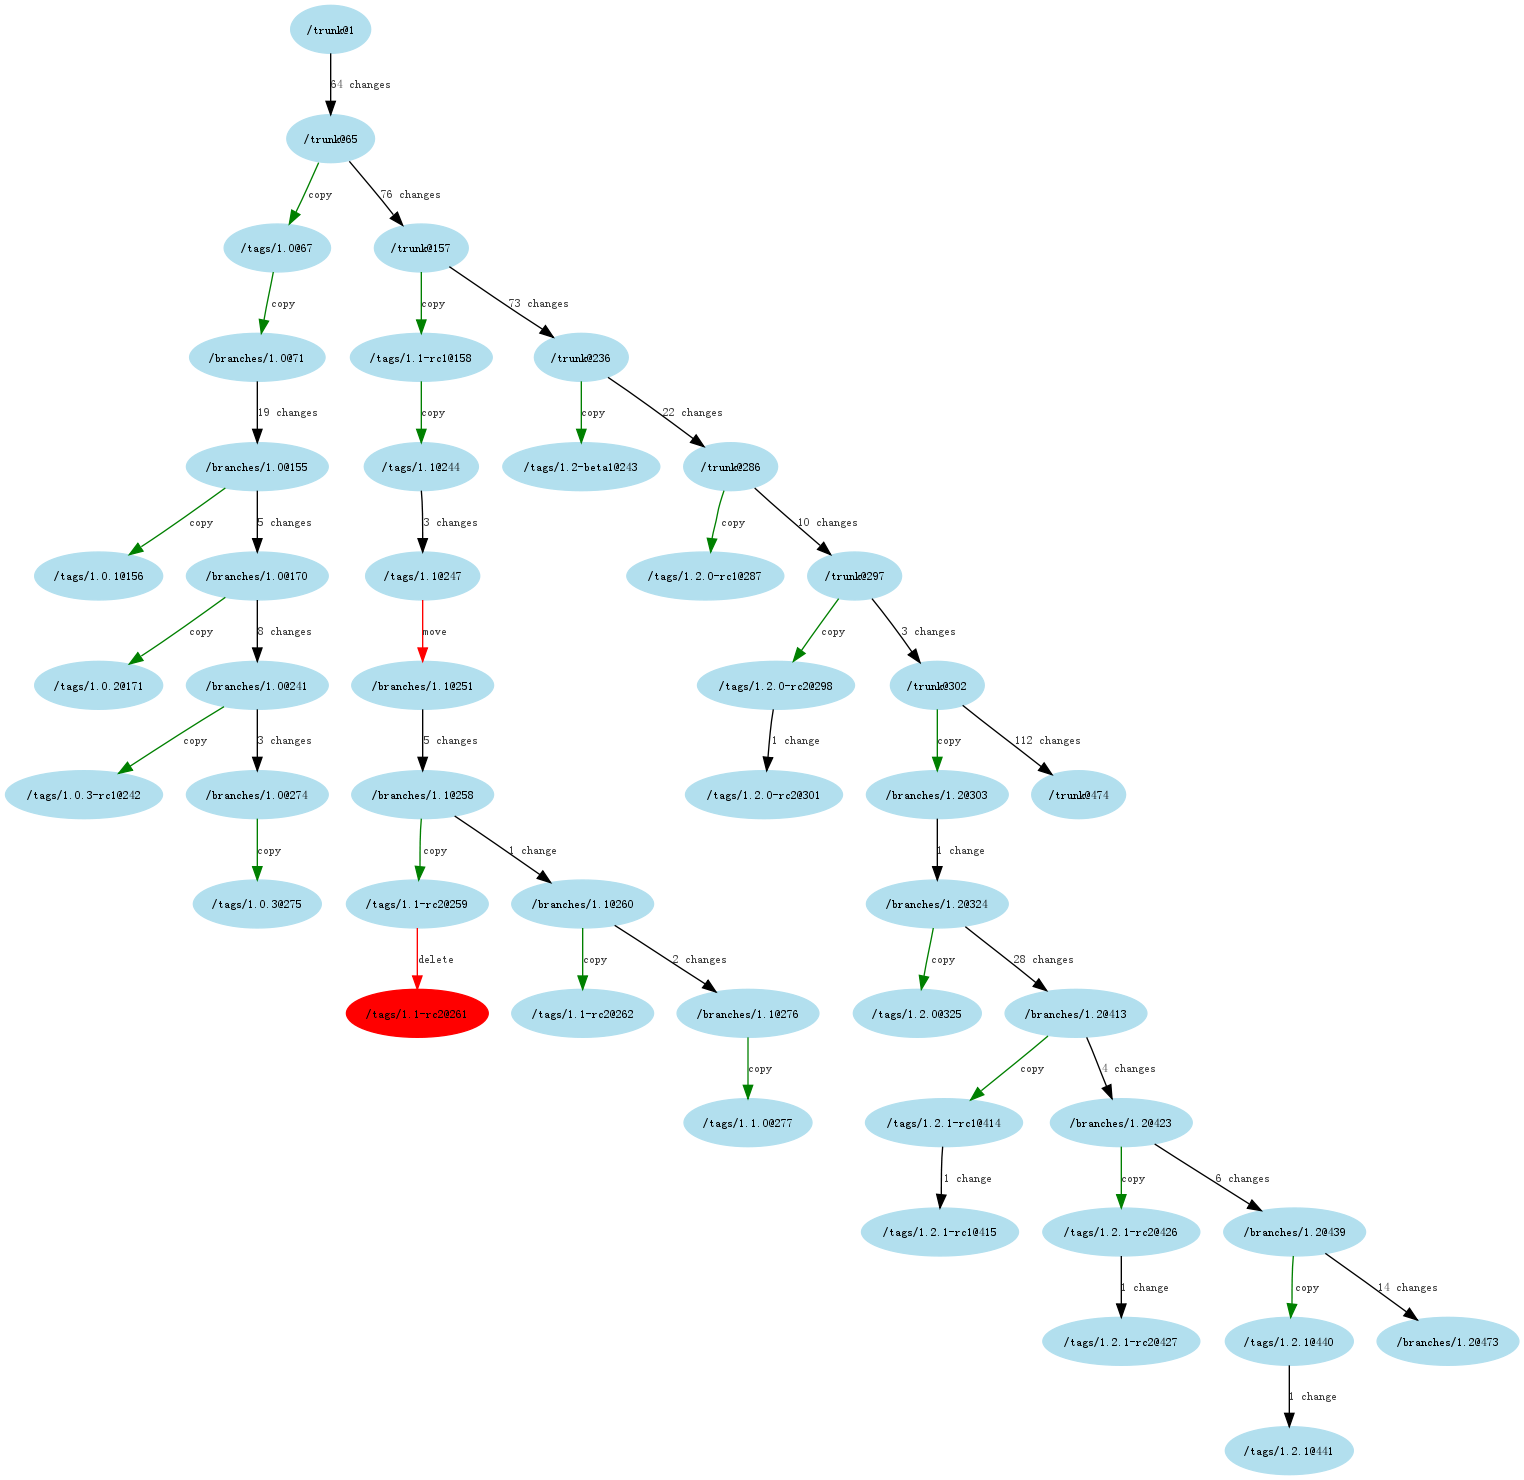 /trunk@1
64 changes
/trunk@65
copy
76 changes
/tags/1.0@67
/trunk@157
copy
copy
73 changes
/branches/1.0@71
/tags/1.1-rc1@158
/trunk@236
19 changes
copy
copy
22 changes
/branches/1.0@155
/tags/1.1@244
/tags/1.2-beta1@243
/trunk@286
copy
5 changes
3 changes
copy
10 changes
/tags/1.0.1@156
/branches/1.0@170
/tags/1.1@247
/tags/1.2.0-rc1@287
/trunk@297
copy
8 changes
move
copy
3 changes
/tags/1.0.2@171
/branches/1.0@241
/branches/1.1@251
/tags/1.2.0-rc2@298
/trunk@302
copy
3 changes
5 changes
1 change
copy
112 changes
/tags/1.0.3-rc1@242
/branches/1.0@274
/branches/1.1@258
/tags/1.2.0-rc2@301
/branches/1.2@303
/trunk@474
copy
copy
1 change
1 change
/tags/1.0.3@275
/tags/1.1-rc2@259
/branches/1.1@260
/branches/1.2@324
delete
copy
2 changes
copy
28 changes
/tags/1.1-rc2@261
/tags/1.1-rc2@262
/branches/1.1@276
/tags/1.2.0@325
/branches/1.2@413
copy
copy
4 changes
/tags/1.1.0@277
/tags/1.2.1-rc1@414
/branches/1.2@423
1 change
copy
6 changes
/tags/1.2.1-rc1@415
/tags/1.2.1-rc2@426
/branches/1.2@439
1 change
copy
14 changes
/tags/1.2.1-rc2@427
/tags/1.2.1@440
/branches/1.2@473
1 change
/tags/1.2.1@441